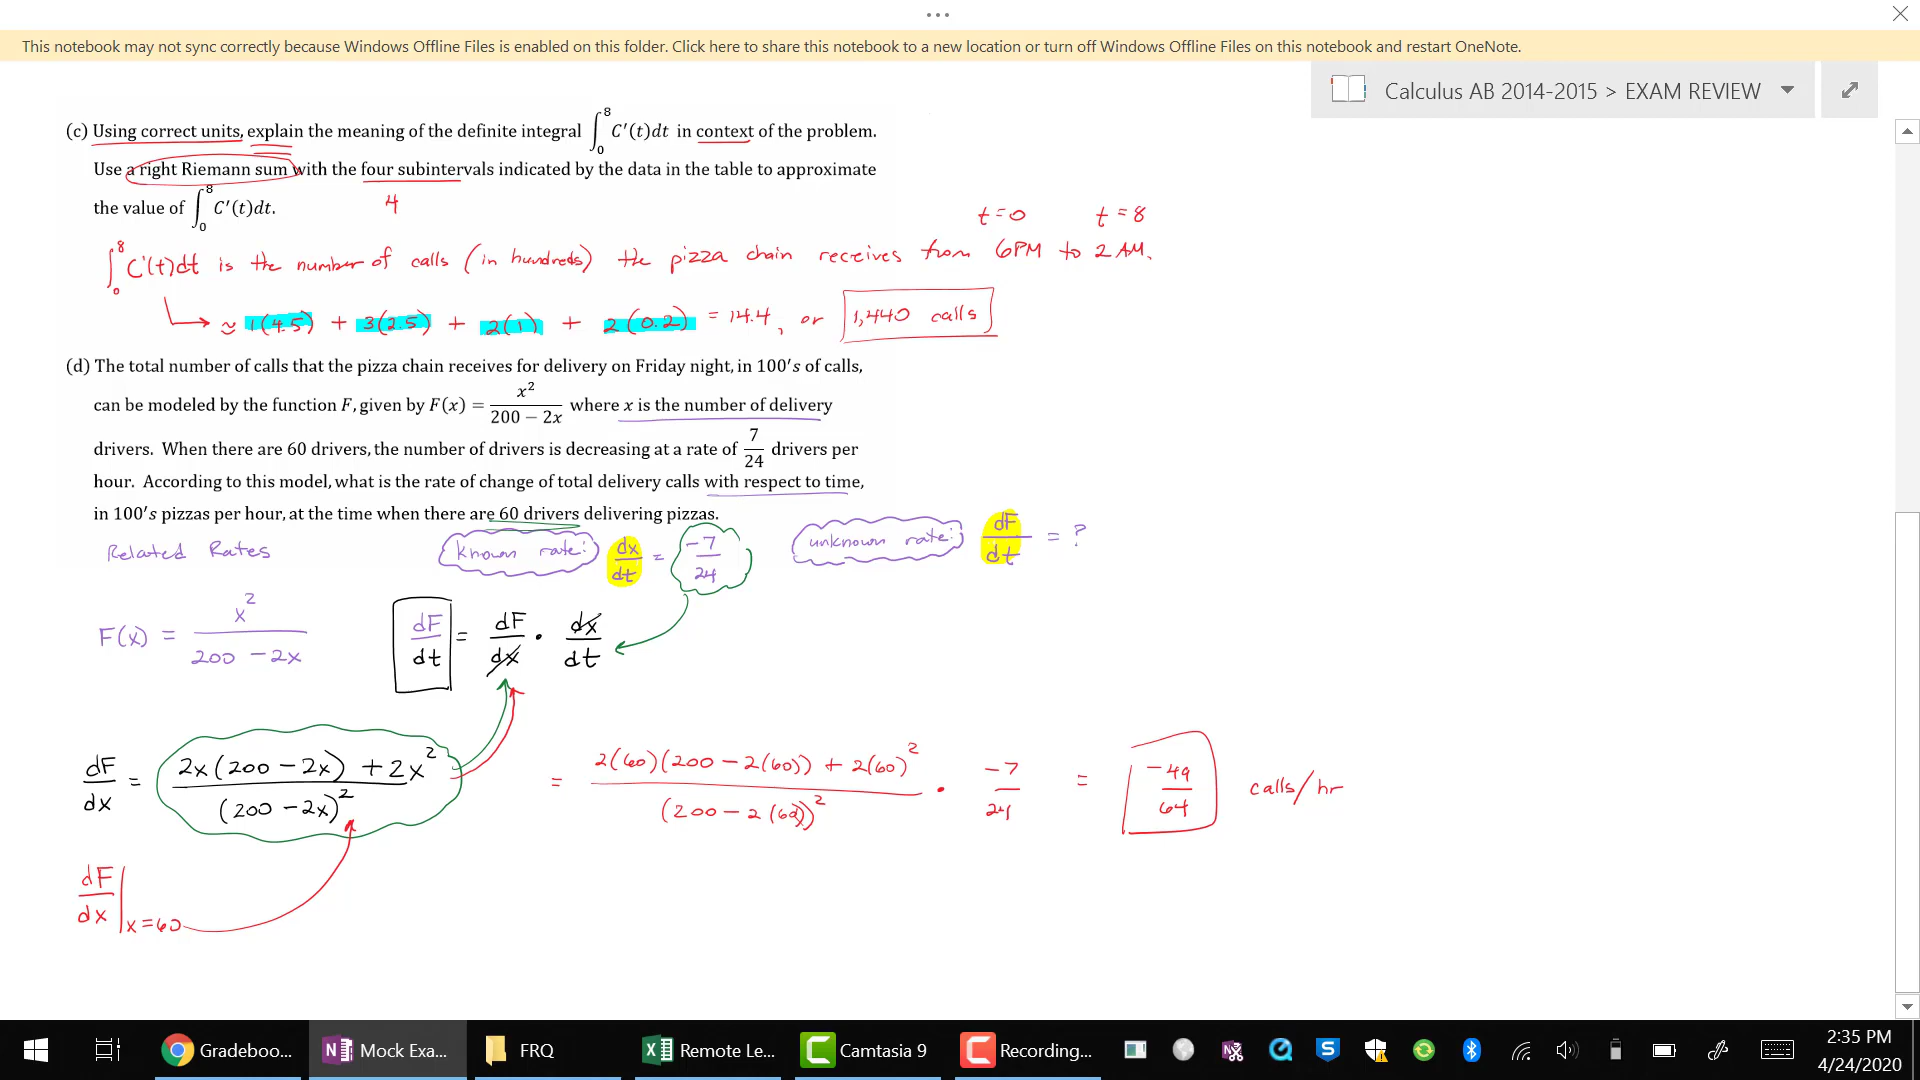 ...
This notebook may not sync correctly because Windows Offline Files is enabled on this folder. Click here to share this notebook to a new location or turn off Windows Offline Files on this notebook and restart OneNote.
Calculus AB 2014-2015 > EXAM REVIEW
(c) Using correct units, explain the meaning of the definite integral ∫₀⁸ C′(t)dt in context of the problem.
Use a right Riemann sum with the four subintervals indicated by the data in the table to approximate
the value of ∫₀⁸ C′(t)dt.
4
t=0 t=8
∫₀⁸ C'(t)dt is the number of calls (in hundreds) the pizza chain receives from 6PM to 2AM.
≈ 1(4.5) + 3(2.5) + 2(1) + 2(0.2) = 14.4, or 1,440 calls
(d) The total number of calls that the pizza chain receives for delivery on Friday night, in 100's of calls,
can be modeled by the function F, given by F(x) = x²/(200 − 2x) where x is the number of delivery
drivers. When there are 60 drivers, the number of drivers is decreasing at a rate of 7/24 drivers per
hour. According to this model, what is the rate of change of total delivery calls with respect to time,
in 100's pizzas per hour, at the time when there are 60 drivers delivering pizzas.
Related Rates known rate: dx/dt = -7/24 unknown rate: dF/dt = ?
F(x) = x²/(200 - 2x) dF/dt = dF/dx · dx/dt
dF/dx = (2x(200-2x) + 2x²)/(200-2x)² = (2(60)(200-2(60)) + 2(60)²)/(200-2(60))² · -7/24 = -49/64 calls/hr
dF/dx | x=60
Gradeboo... Mock Exa... FRQ Remote Le... Camtasia 9 Recording... 2:35 PM
4/24/2020